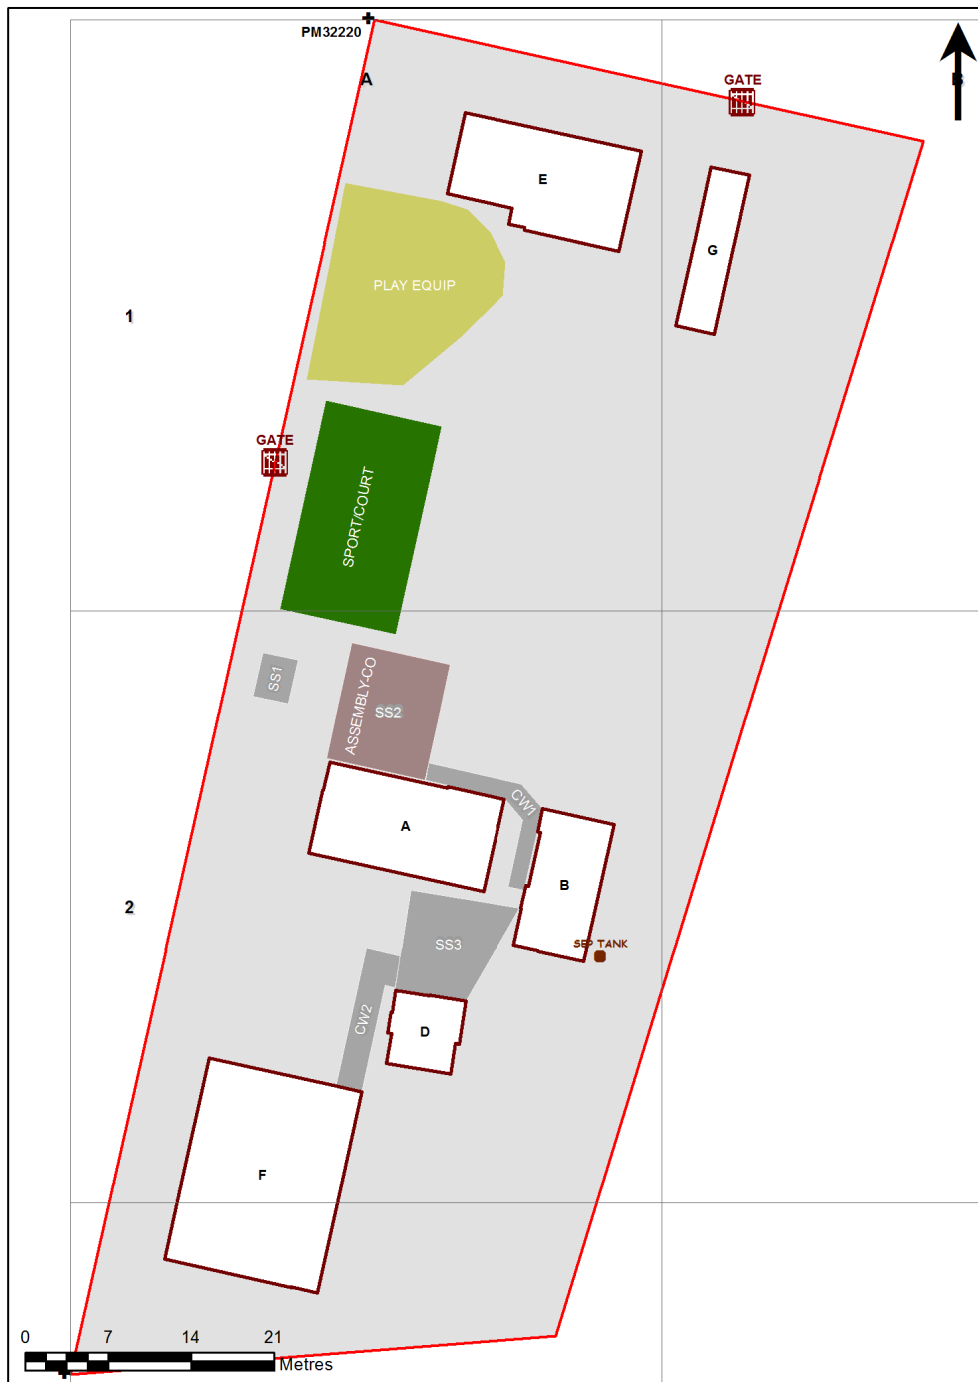 PM32220
A
GATE
B
E
G
PLAY EQUIP
1
GATE
SPORT/COURT
SS1
ASSEMBLY-CO
SS2
CW1
A
B
2
SS3
SEP TANK
CW2
D
F
0 7 14 21
Metres